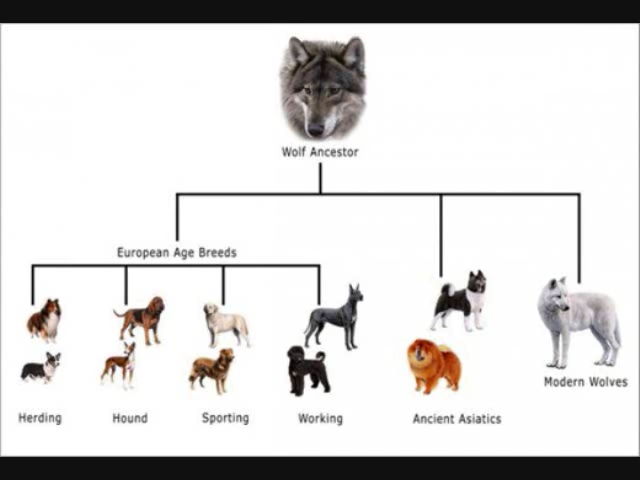 Wolf Ancestor
European Age Breeds
Modern Wolves
Herding
Hound
Sporting
Working
Ancient Asiatics